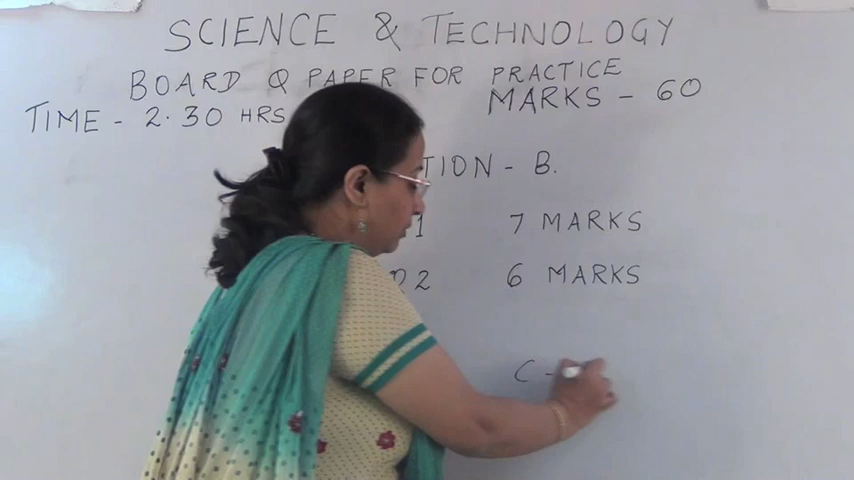 SCIENCE & TECHNOLOGY
BOARD Q PAPER FOR PRACTICE
TIME - 2.30 HRS MARKS - 60
TION - B.
1 7 MARKS
Q2 6 MARKS
C -